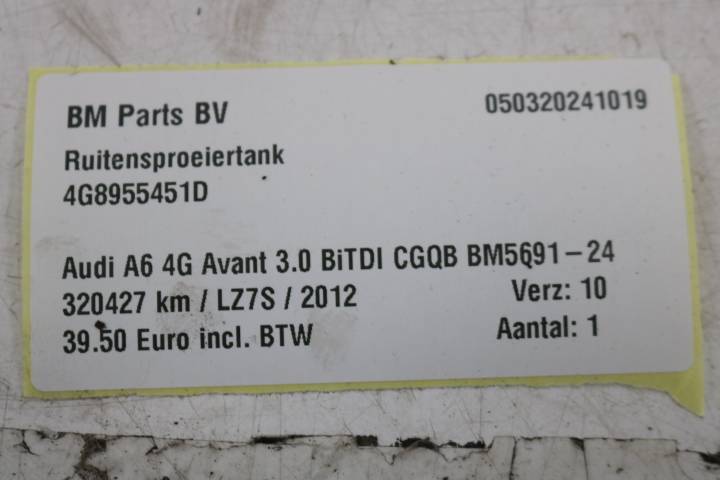 BM Parts BV 050320241019
Ruitensproeiertank
4G8955451D
Audi A6 4G Avant 3.0 BiTDI CGQB BM5691-24
320427 km / LZ7S / 2012 Verz: 10
39.50 Euro incl. BTW Aantal: 1